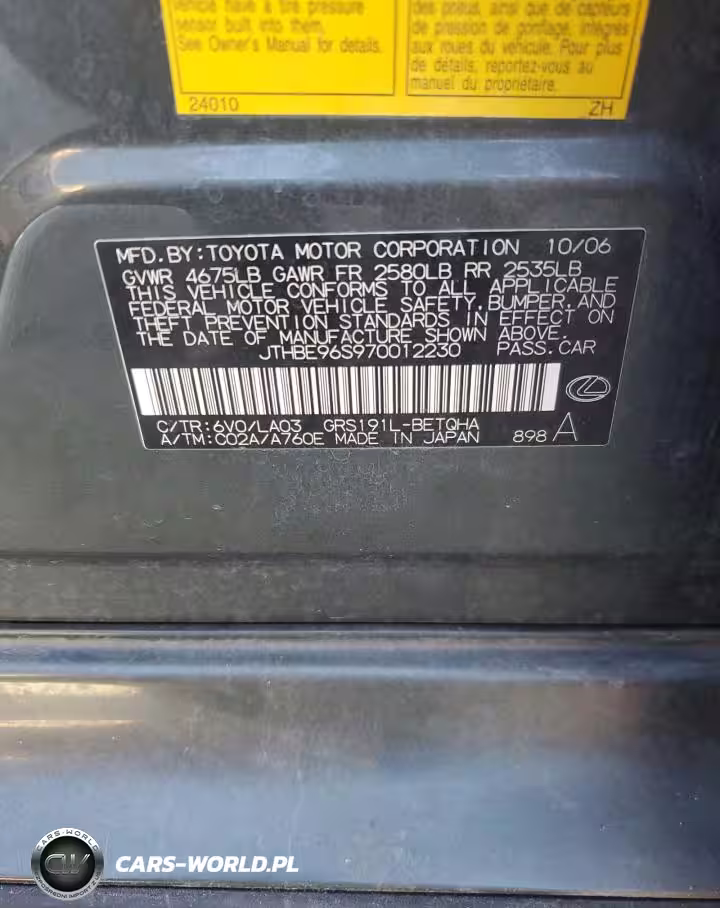 vehicle have a tire pressure
sensor built into them.
See Owner's Manual for details.
des pneus, ainsi que de capteurs
de pression de gonflage, intégrés
aux roues du véhicule. Pour plus
de détails, reportez-vous au
manuel du propriétaire.
24010 ZH
MFD.BY:TOYOTA MOTOR CORPORATION 10/06
GVWR 4675LB GAWR FR 2580LB RR 2535LB
THIS VEHICLE CONFORMS TO ALL APPLICABLE
FEDERAL MOTOR VEHICLE SAFETY,BUMPER,AND
THEFT PREVENTION STANDARDS IN EFFECT ON
THE DATE OF MANUFACTURE SHOWN ABOVE.
JTHBE96S970012230 PASS.CAR
C/TR:6V0/LA03 GRS191L-BETQHA
A/TM:C02A/A760E MADE IN JAPAN 898 A
CARS-WORLD
CARS-WORLD.PL